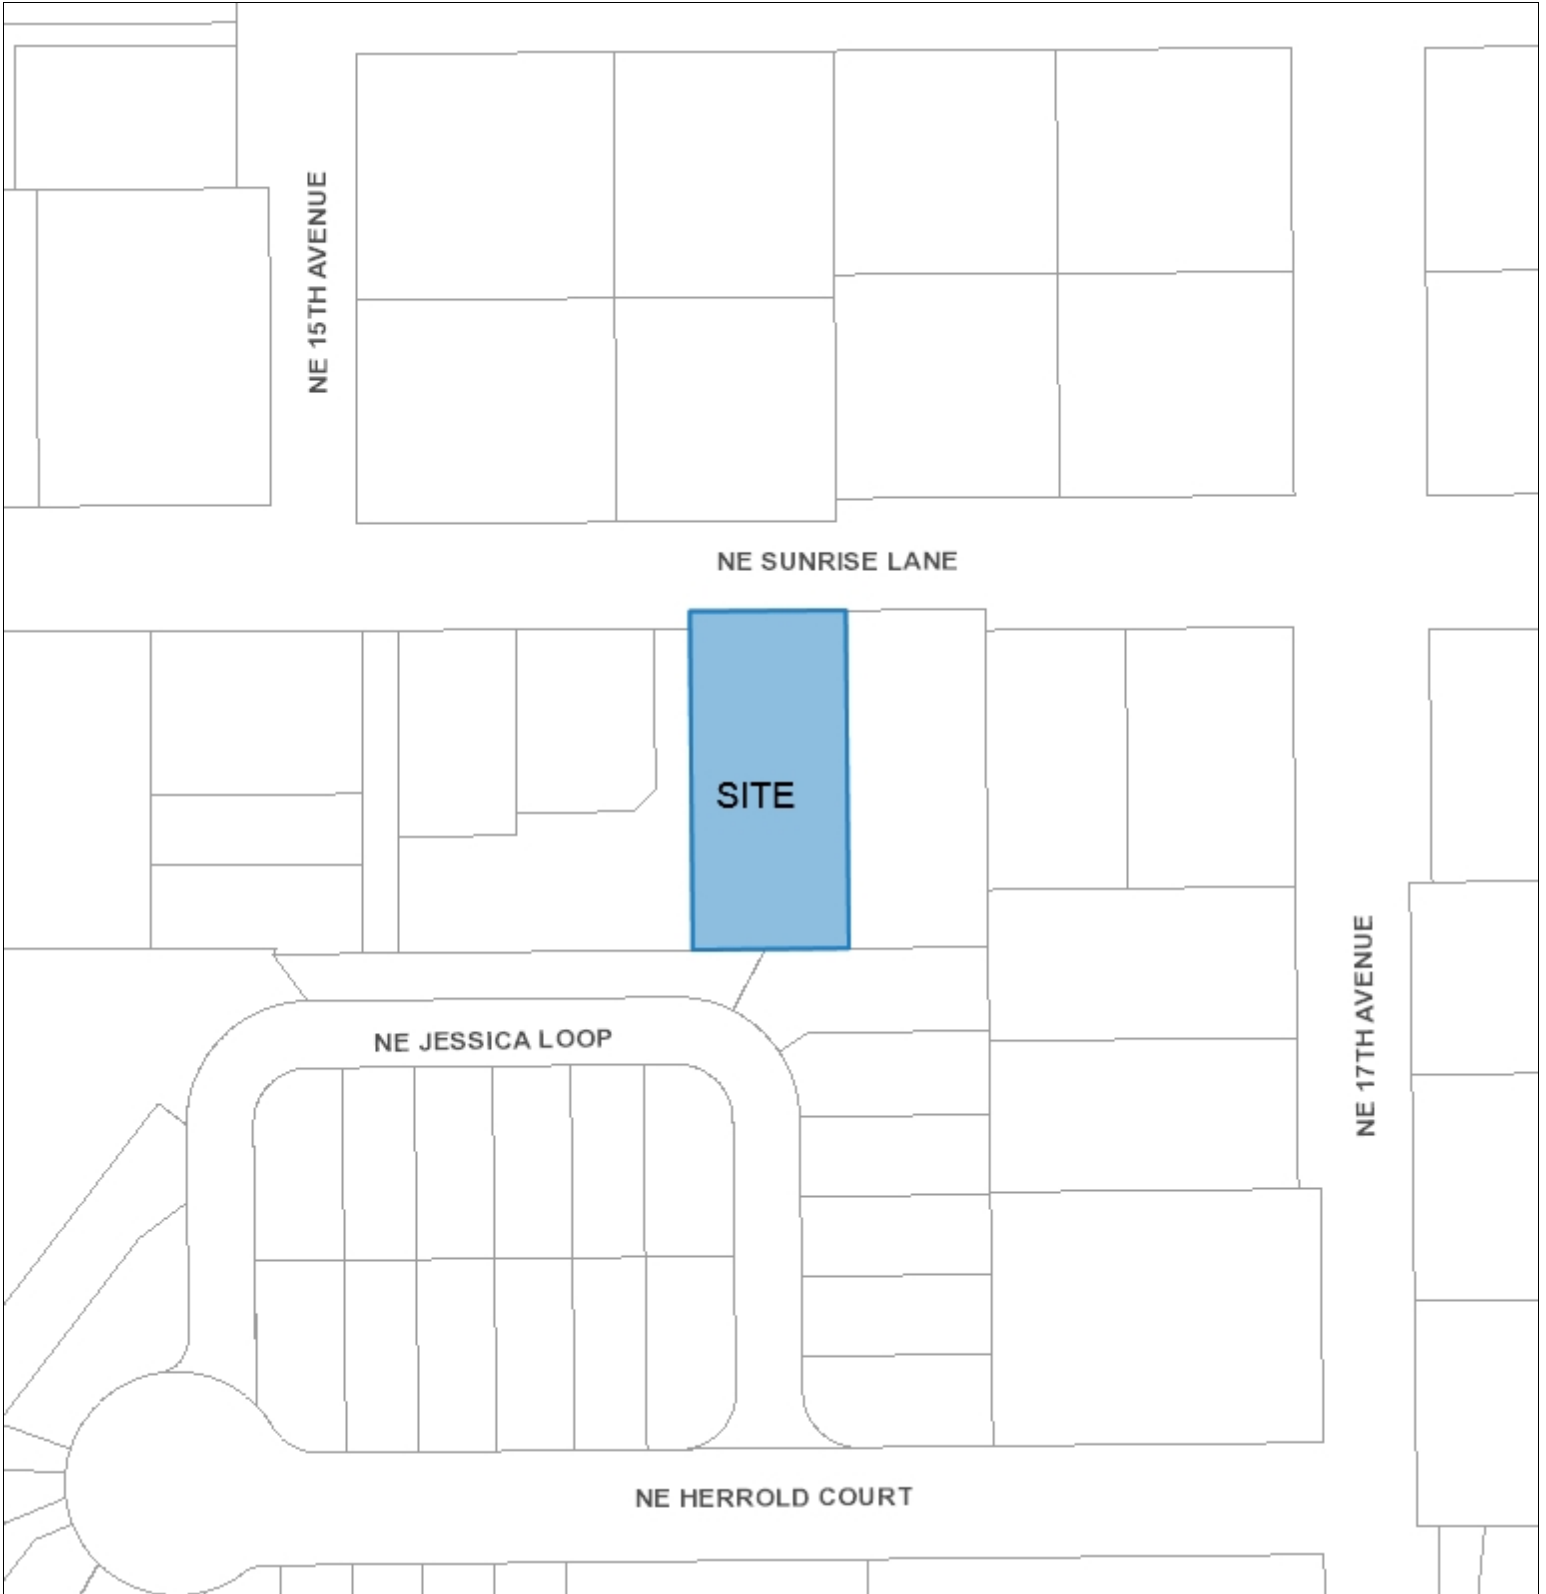 NE 15TH AVENUE
NE SUNRISE LANE
SITE
NE 17TH AVENUE
NE JESSICA LOOP
NE HERROLD COURT